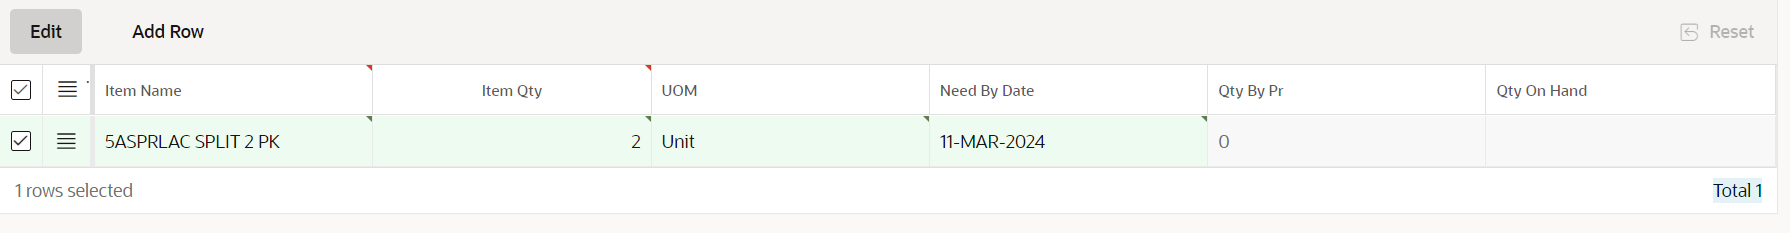 Edit Add Row Reset
Item Name Item Qty UOM Need By Date Qty By Pr Qty On Hand
5ASPRLAC SPLIT 2 PK 2 Unit 11-MAR-2024 0
1 rows selected Total 1